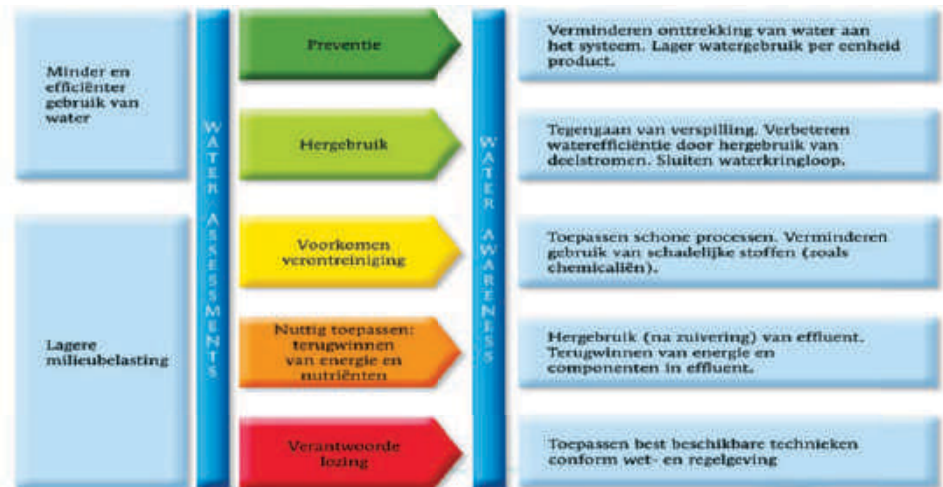 Minder en
efficiënter
gebruik van
water
Lagere
milieubelasting
WATER ASSESSMENTS
Preventie
Hergebruik
Voorkomen
verontreiniging
Nuttig toepassen:
terugwinnen
van energie en
nutriënten
Verantwoorde
lozing
WATER AWARENESS
Verminderen onttrekking van water aan
het systeem. Lager watergebruik per eenheid
product.
Tegengaan van verspilling. Verbeteren
waterefficiëntie door hergebruik van
deelstromen. Sluiten waterkringloop.
Toepassen schone processen. Verminderen
gebruik van schadelijke stoffen (zoals
chemicaliën).
Hergebruik (na zuivering) van effluent.
Terugwinnen van energie en
componenten in effluent.
Toepassen best beschikbare technieken
conform wet- en regelgeving